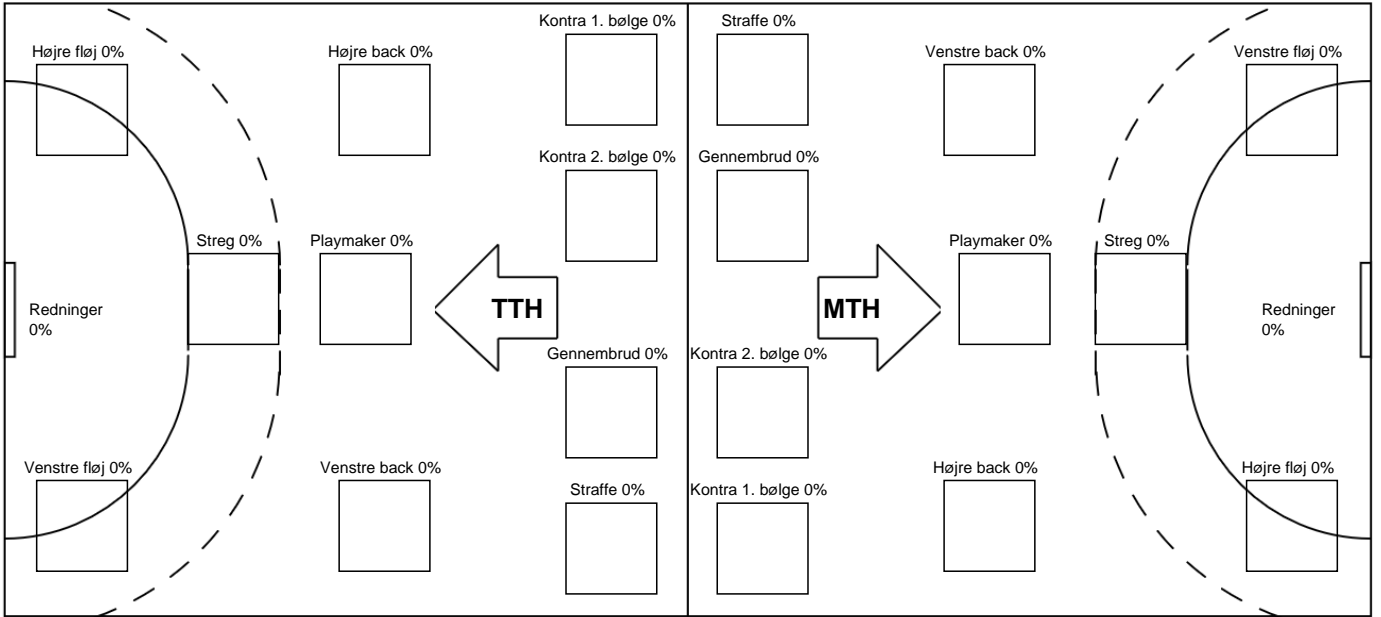 Kontra 1. bølge 0%
Straffe 0%
Højre fløj 0%
Højre back 0%
Venstre back 0%
Venstre fløj 0%
Kontra 2. bølge 0%
Gennembrud 0%
Streg 0%
Playmaker 0%
Playmaker 0%
Streg 0%
Redninger
0%
TTH
MTH
Redninger
0%
Gennembrud 0%
Kontra 2. bølge 0%
Venstre fløj 0%
Venstre back 0%
Højre back 0%
Højre fløj 0%
Straffe 0%
Kontra 1. bølge 0%